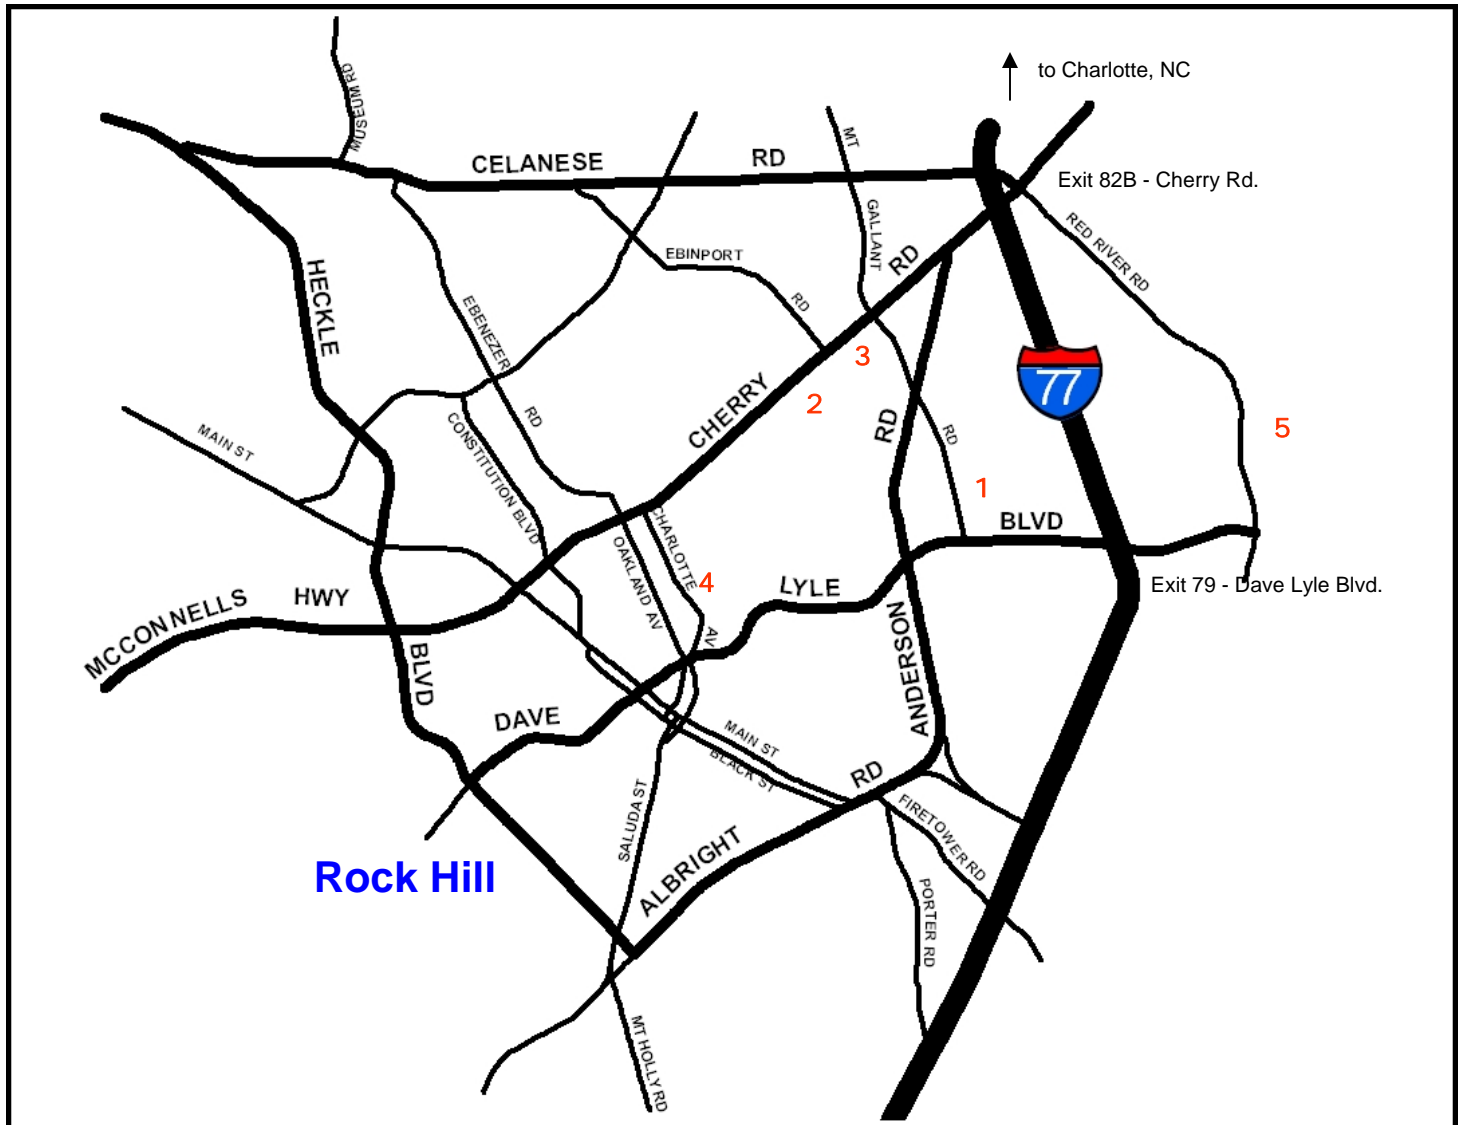 to Charlotte, NC
MUSEUM RD
MT
CELANESE
RD
Exit 82B - Cherry Rd.
GALLANT
RED RIVER RD
EBINPORT
RD
RD
HECKLE
EBENEZER
RD
3
77
CHERRY
2
RD
RD
5
MAIN ST
CONSTITUTION BLVD
1
BLVD
CHARLOTTE
OAKLAND AV
4
LYLE
Exit 79 - Dave Lyle Blvd.
MCCONNELLS
HWY
AV
BLVD
ANDERSON
DAVE
MAIN ST
BLACK ST
RD
SALUDA ST
FIRETOWER RD
ALBRIGHT
Rock Hill
PORTER RD
MT HOLLY RD